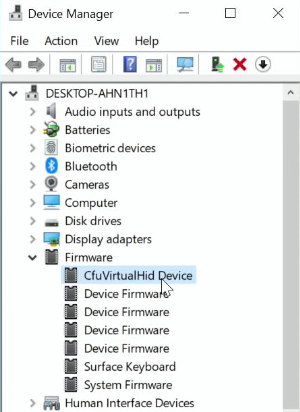 Device Manager
File Action View Help
DESKTOP-AHN1TH1
Audio inputs and outputs
Batteries
Biometric devices
Bluetooth
Cameras
Computer
Disk drives
Display adapters
Firmware
CfuVirtualHid Device
Device Firmware
Device Firmware
Device Firmware
Device Firmware
Surface Keyboard
System Firmware
Human Interface Devices